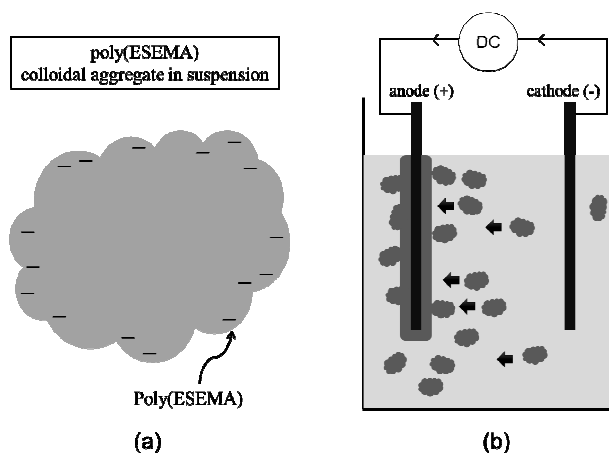 poly(ESEMA)
colloidal aggregate in suspension
Poly(ESEMA)
(a)
DC
anode (+)
cathode (-)
(b)